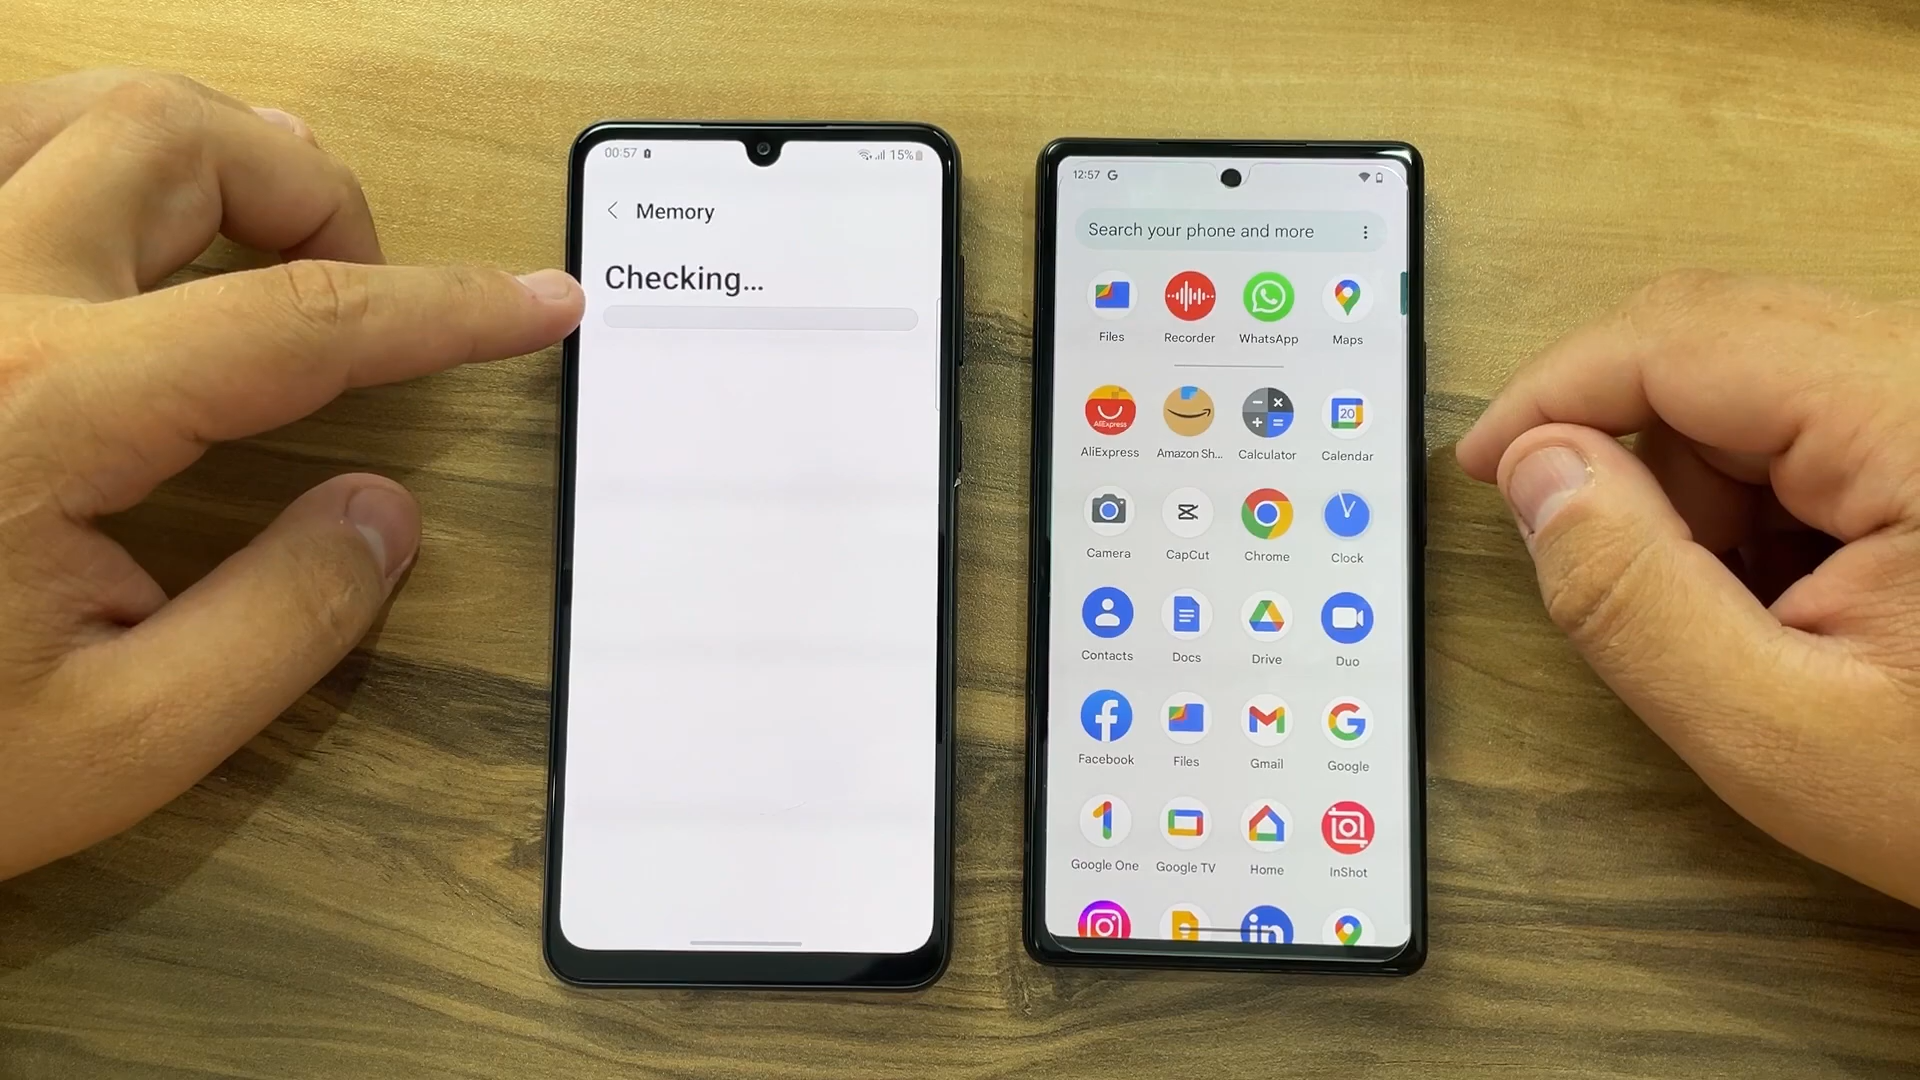 00:57
15%
Memory
Checking...
12:57 G
Search your phone and more
Files
Recorder
WhatsApp
Maps
AliExpress
20
AliExpress
Amazon Sh...
Calculator
Calendar
Camera
CapCut
Chrome
Clock
Contacts
Docs
Drive
Duo
Facebook
Files
Gmail
Google
Google One
Google TV
Home
InShot
in